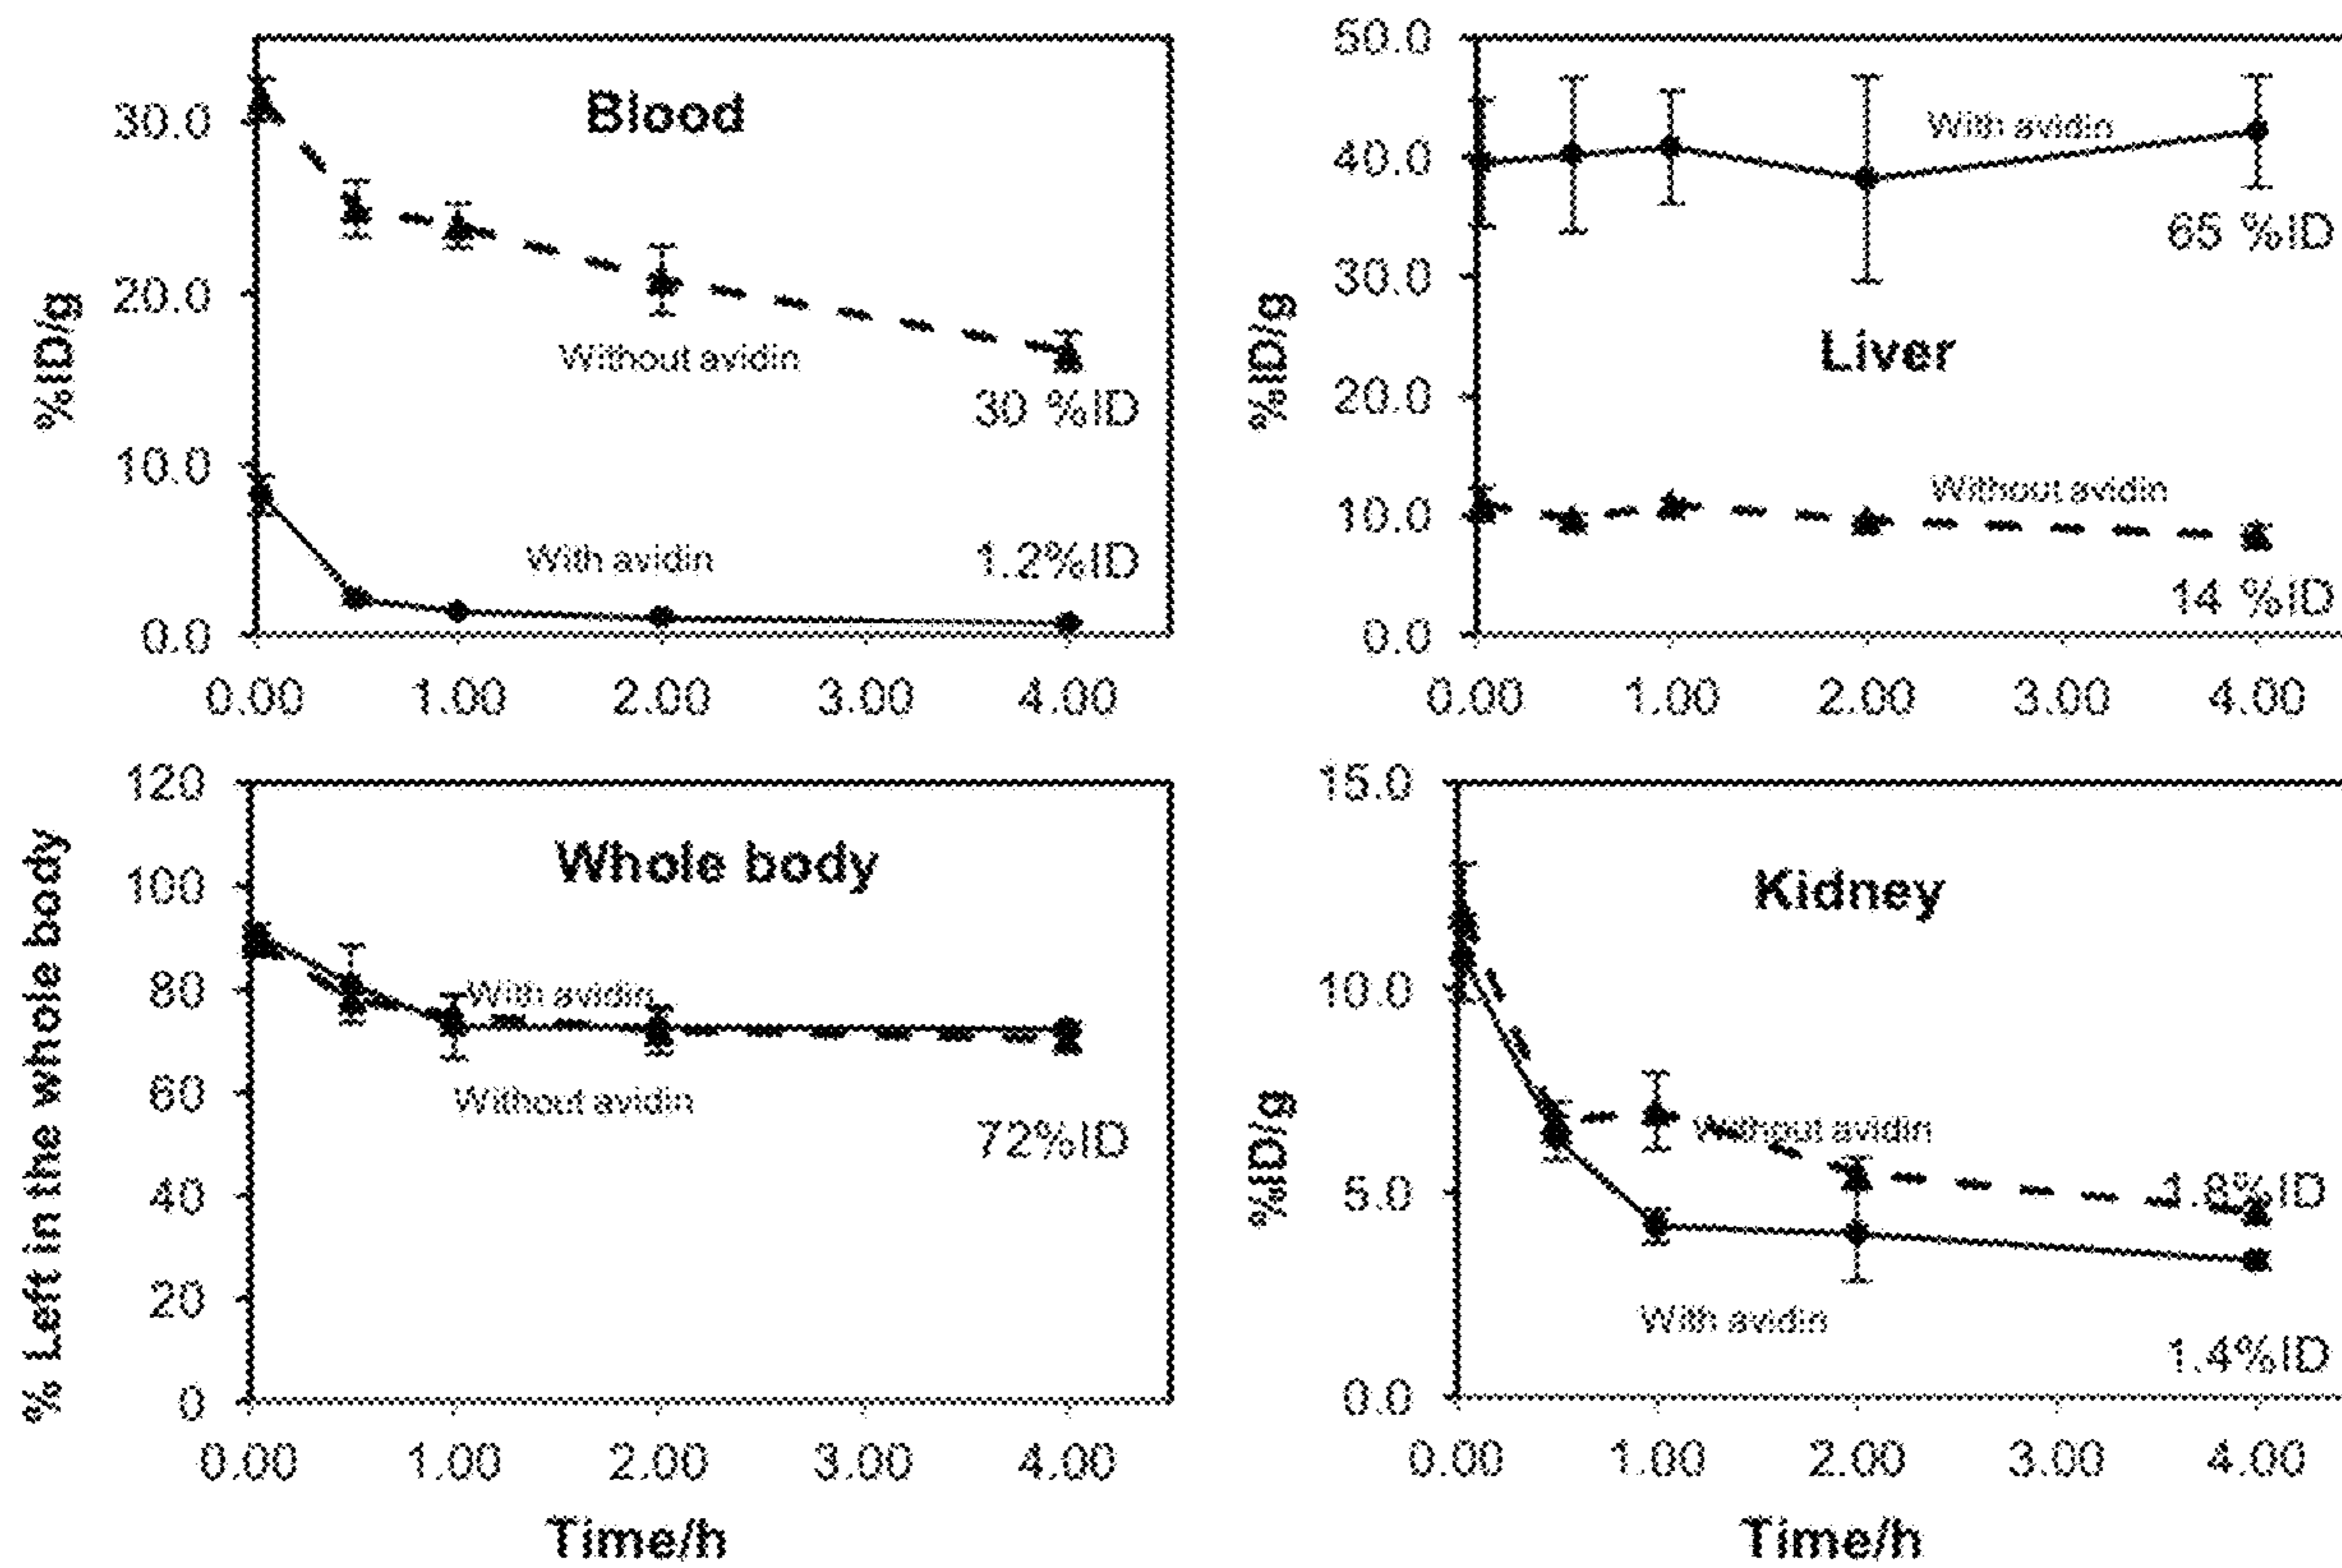 Blood
%ID/g
30.0
20.0
10.0
0.0
Without avidin
30 %ID
With avidin
1.2%ID
0.00 1.00 2.00 3.00 4.00
Liver
%ID/g
50.0
40.0
30.0
20.0
10.0
0.0
With avidin
65 %ID
Without avidin
14 %ID
0.00 1.00 2.00 3.00 4.00
Whole body
% Left in the whole body
120
100
80
60
40
20
0
With avidin
Without avidin
72%ID
0.00 1.00 2.00 3.00 4.00
Time/h
Kidney
%ID/g
15.0
10.0
5.0
0.0
Without avidin
1.8%ID
With avidin
1.4%ID
0.00 1.00 2.00 3.00 4.00
Time/h